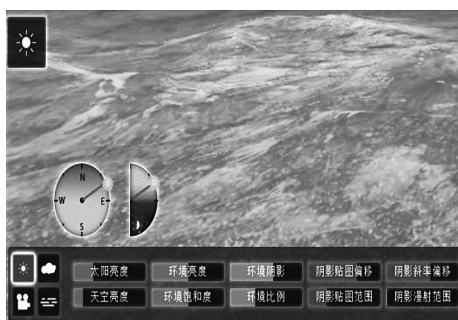 N
W E
S
太阳亮度 环境亮度 环境阴影 阴影贴图偏移 阴影斜率偏移
天空亮度 环境饱和度 环境比例 阴影贴图范围 阴影漫射范围